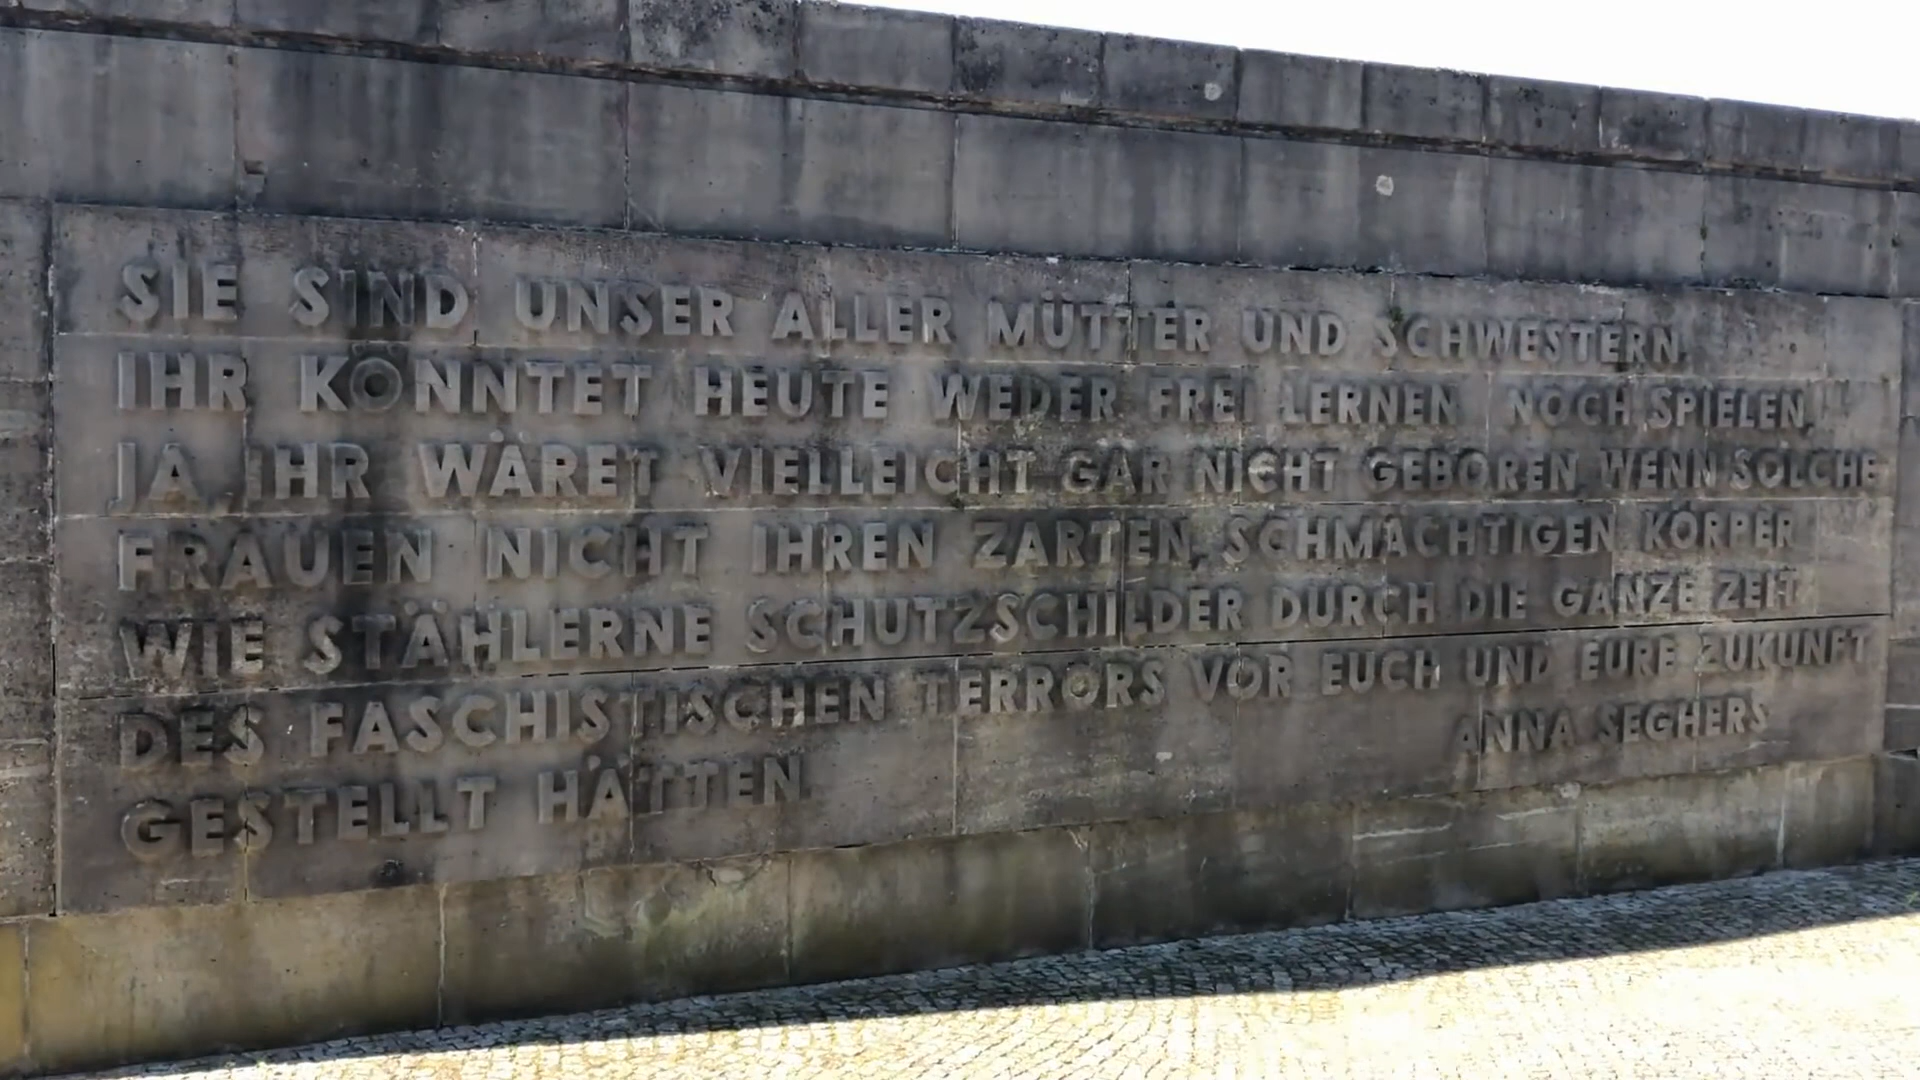 SIE SIND UNSER ALLER MÜTTER UND SCHWESTERN.
IHR KÖNNTET HEUTE WEDER FREI LERNEN NOCH SPIELEN,
JA, IHR WÄRET VIELLEICHT GAR NICHT GEBOREN, WENN SOLCHE
FRAUEN NICHT IHREN ZARTEN, SCHMÄCHTIGEN KÖRPER
WIE STÄHLERNE SCHUTZSCHILDER DURCH DIE GANZE ZEIT
DES FASCHISTISCHEN TERRORS VOR EUCH UND EURE ZUKUNFT
GESTELLT HÄTTEN.
ANNA SEGHERS